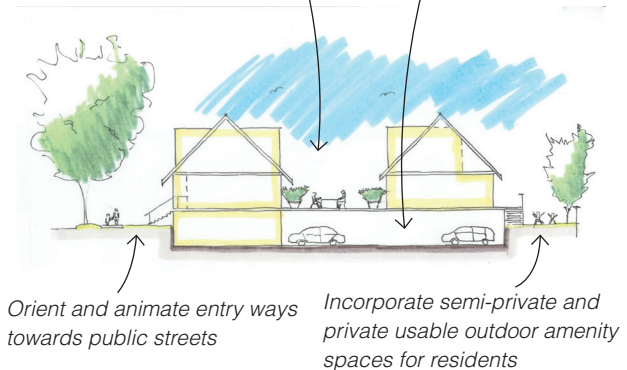 Orient and animate entry ways
towards public streets
Incorporate semi-private and
private usable outdoor amenity
spaces for residents